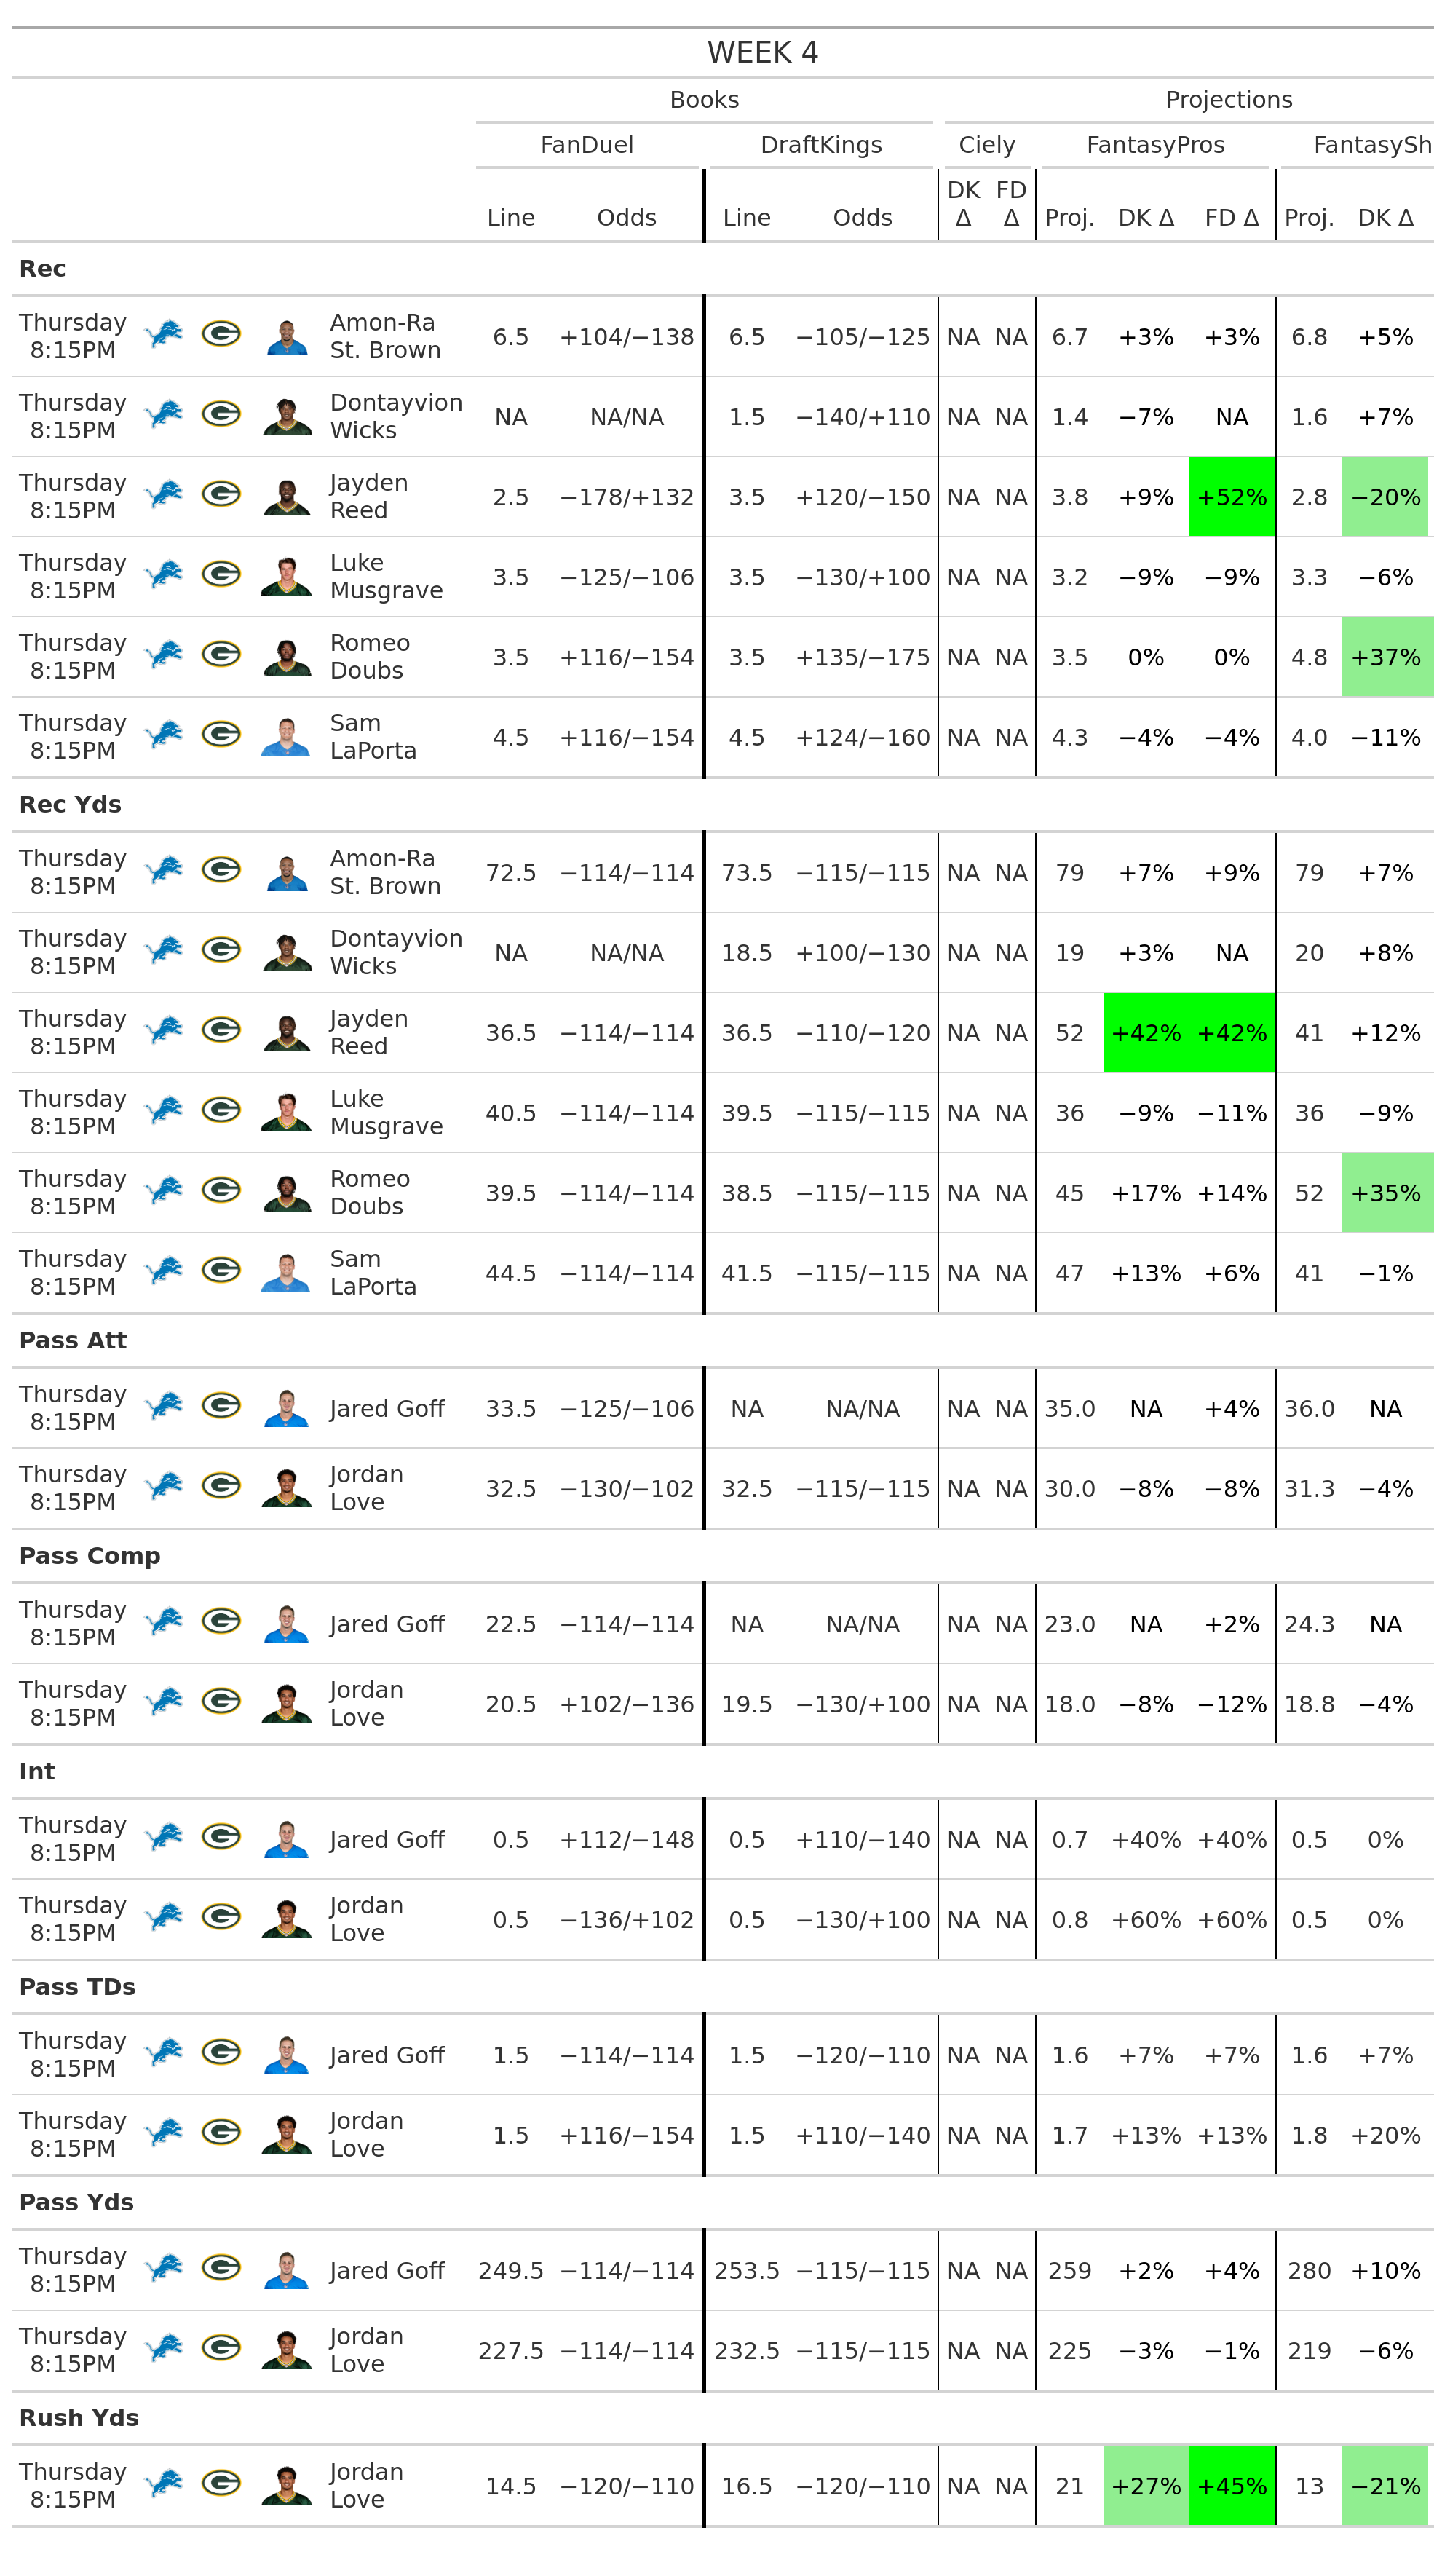 WEEK 4
Books Projections
FanDuel DraftKings Ciely FantasyPros FantasySh
DK FD
Line Odds Line Odds Δ Δ Proj. DK Δ FD Δ Proj. DK Δ
Rec
Thursday Amon-Ra
8:15PM St. Brown 6.5 +104/−138 6.5 −105/−125 NA NA 6.7 +3% +3% 6.8 +5%
Thursday Dontayvion
8:15PM Wicks NA NA/NA 1.5 −140/+110 NA NA 1.4 −7% NA 1.6 +7%
Thursday Jayden
8:15PM Reed 2.5 −178/+132 3.5 +120/−150 NA NA 3.8 +9% +52% 2.8 −20%
Thursday Luke
8:15PM Musgrave 3.5 −125/−106 3.5 −130/+100 NA NA 3.2 −9% −9% 3.3 −6%
Thursday Romeo
8:15PM Doubs 3.5 +116/−154 3.5 +135/−175 NA NA 3.5 0% 0% 4.8 +37%
Thursday Sam
8:15PM LaPorta 4.5 +116/−154 4.5 +124/−160 NA NA 4.3 −4% −4% 4.0 −11%
Rec Yds
Thursday Amon-Ra
8:15PM St. Brown 72.5 −114/−114 73.5 −115/−115 NA NA 79 +7% +9% 79 +7%
Thursday Dontayvion
8:15PM Wicks NA NA/NA 18.5 +100/−130 NA NA 19 +3% NA 20 +8%
Thursday Jayden
8:15PM Reed 36.5 −114/−114 36.5 −110/−120 NA NA 52 +42% +42% 41 +12%
Thursday Luke
8:15PM Musgrave 40.5 −114/−114 39.5 −115/−115 NA NA 36 −9% −11% 36 −9%
Thursday Romeo
8:15PM Doubs 39.5 −114/−114 38.5 −115/−115 NA NA 45 +17% +14% 52 +35%
Thursday Sam
8:15PM LaPorta 44.5 −114/−114 41.5 −115/−115 NA NA 47 +13% +6% 41 −1%
Pass Att
Thursday
8:15PM Jared Goff 33.5 −125/−106 NA NA/NA NA NA 35.0 NA +4% 36.0 NA
Thursday Jordan
8:15PM Love 32.5 −130/−102 32.5 −115/−115 NA NA 30.0 −8% −8% 31.3 −4%
Pass Comp
Thursday
8:15PM Jared Goff 22.5 −114/−114 NA NA/NA NA NA 23.0 NA +2% 24.3 NA
Thursday Jordan
8:15PM Love 20.5 +102/−136 19.5 −130/+100 NA NA 18.0 −8% −12% 18.8 −4%
Int
Thursday
8:15PM Jared Goff 0.5 +112/−148 0.5 +110/−140 NA NA 0.7 +40% +40% 0.5 0%
Thursday Jordan
8:15PM Love 0.5 −136/+102 0.5 −130/+100 NA NA 0.8 +60% +60% 0.5 0%
Pass TDs
Thursday
8:15PM Jared Goff 1.5 −114/−114 1.5 −120/−110 NA NA 1.6 +7% +7% 1.6 +7%
Thursday Jordan
8:15PM Love 1.5 +116/−154 1.5 +110/−140 NA NA 1.7 +13% +13% 1.8 +20%
Pass Yds
Thursday
8:15PM Jared Goff 249.5 −114/−114 253.5 −115/−115 NA NA 259 +2% +4% 280 +10%
Thursday Jordan
8:15PM Love 227.5 −114/−114 232.5 −115/−115 NA NA 225 −3% −1% 219 −6%
Rush Yds
Thursday Jordan
8:15PM Love 14.5 −120/−110 16.5 −120/−110 NA NA 21 +27% +45% 13 −21%